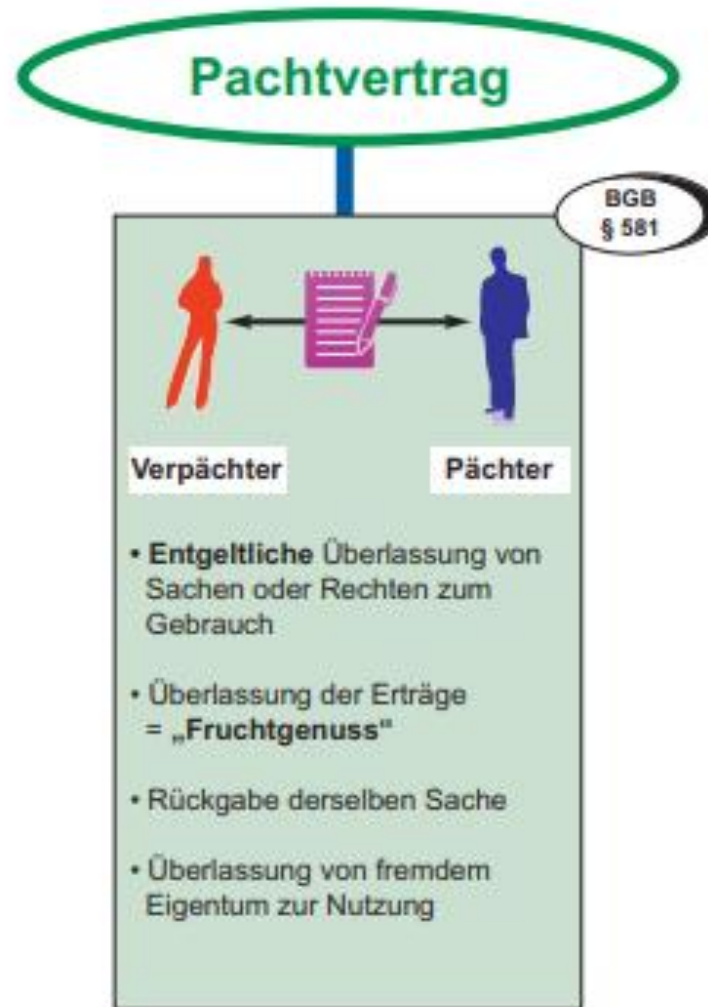 Pachtvertrag
BGB
§ 581
Verpächter
Pächter
• Entgeltliche Überlassung von
Sachen oder Rechten zum
Gebrauch
• Überlassung der Erträge
= „Fruchtgenuss“
• Rückgabe derselben Sache
• Überlassung von fremdem
Eigentum zur Nutzung